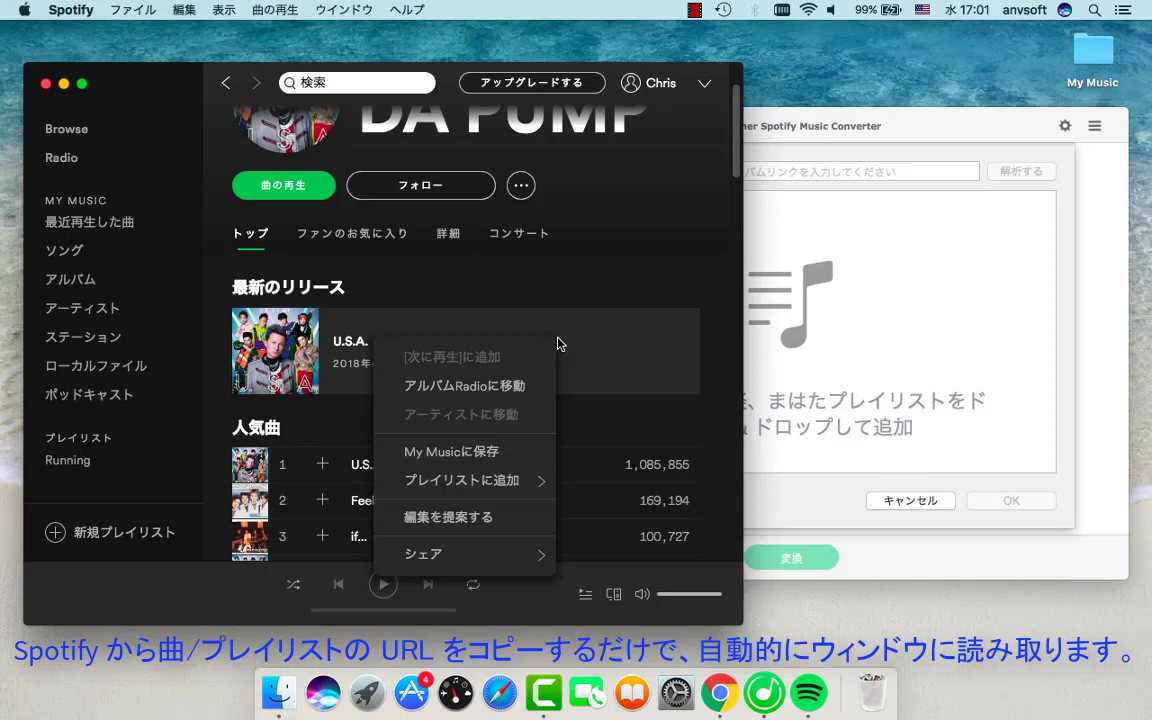 Spotify ファイル 編集 表示 曲の再生 ウインドウ ヘルプ 99% 水 17:01 anvsoft
My Music
検索 アップグレードする Chris
DA PUMP
曲の再生 フォロー
トップ ファンのお気に入り 詳細 コンサート
Browse
Radio
MY MUSIC
最近再生した曲
ソング
アルバム
アーティスト
ステーション
ローカルファイル
ポッドキャスト
プレイリスト
Running
新規プレイリスト
最新のリリース
U.S.A.
2018年
人気曲
1 U.S... 1,085,855
2 Feel 169,194
3 if... 100,727
[次に再生]に追加
アルバムRadioに移動
アーティストに移動
My Musicに保存
プレイリストに追加
編集を提案する
シェア
Spotify Music Converter
バムリンクを入力してください 解析する
、まはたプレイリストをド
ドロップして追加
キャンセル OK
変換
Spotify から曲/プレイリストの URL をコピーするだけで、自動的にウィンドウに読み取ります。
4